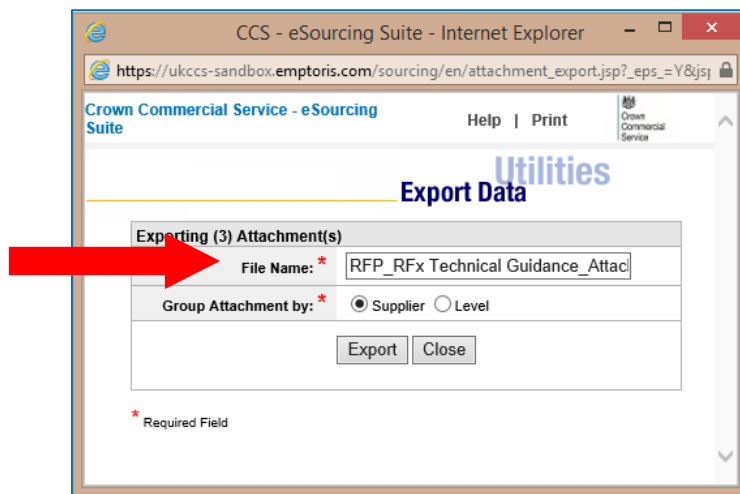 CCS - eSourcing Suite - Internet Explorer
https://ukccs-sandbox.emptoris.com/sourcing/en/attachment_export.jsp?_eps_=Y&jsp
Crown Commercial Service - eSourcing
Suite
Help | Print
Crown
Commercial
Service
Utilities
Export Data
Exporting (3) Attachment(s)
File Name: * RFP_RFx Technical Guidance_Attacl
Group Attachment by: * Supplier Level
Export Close
* Required Field